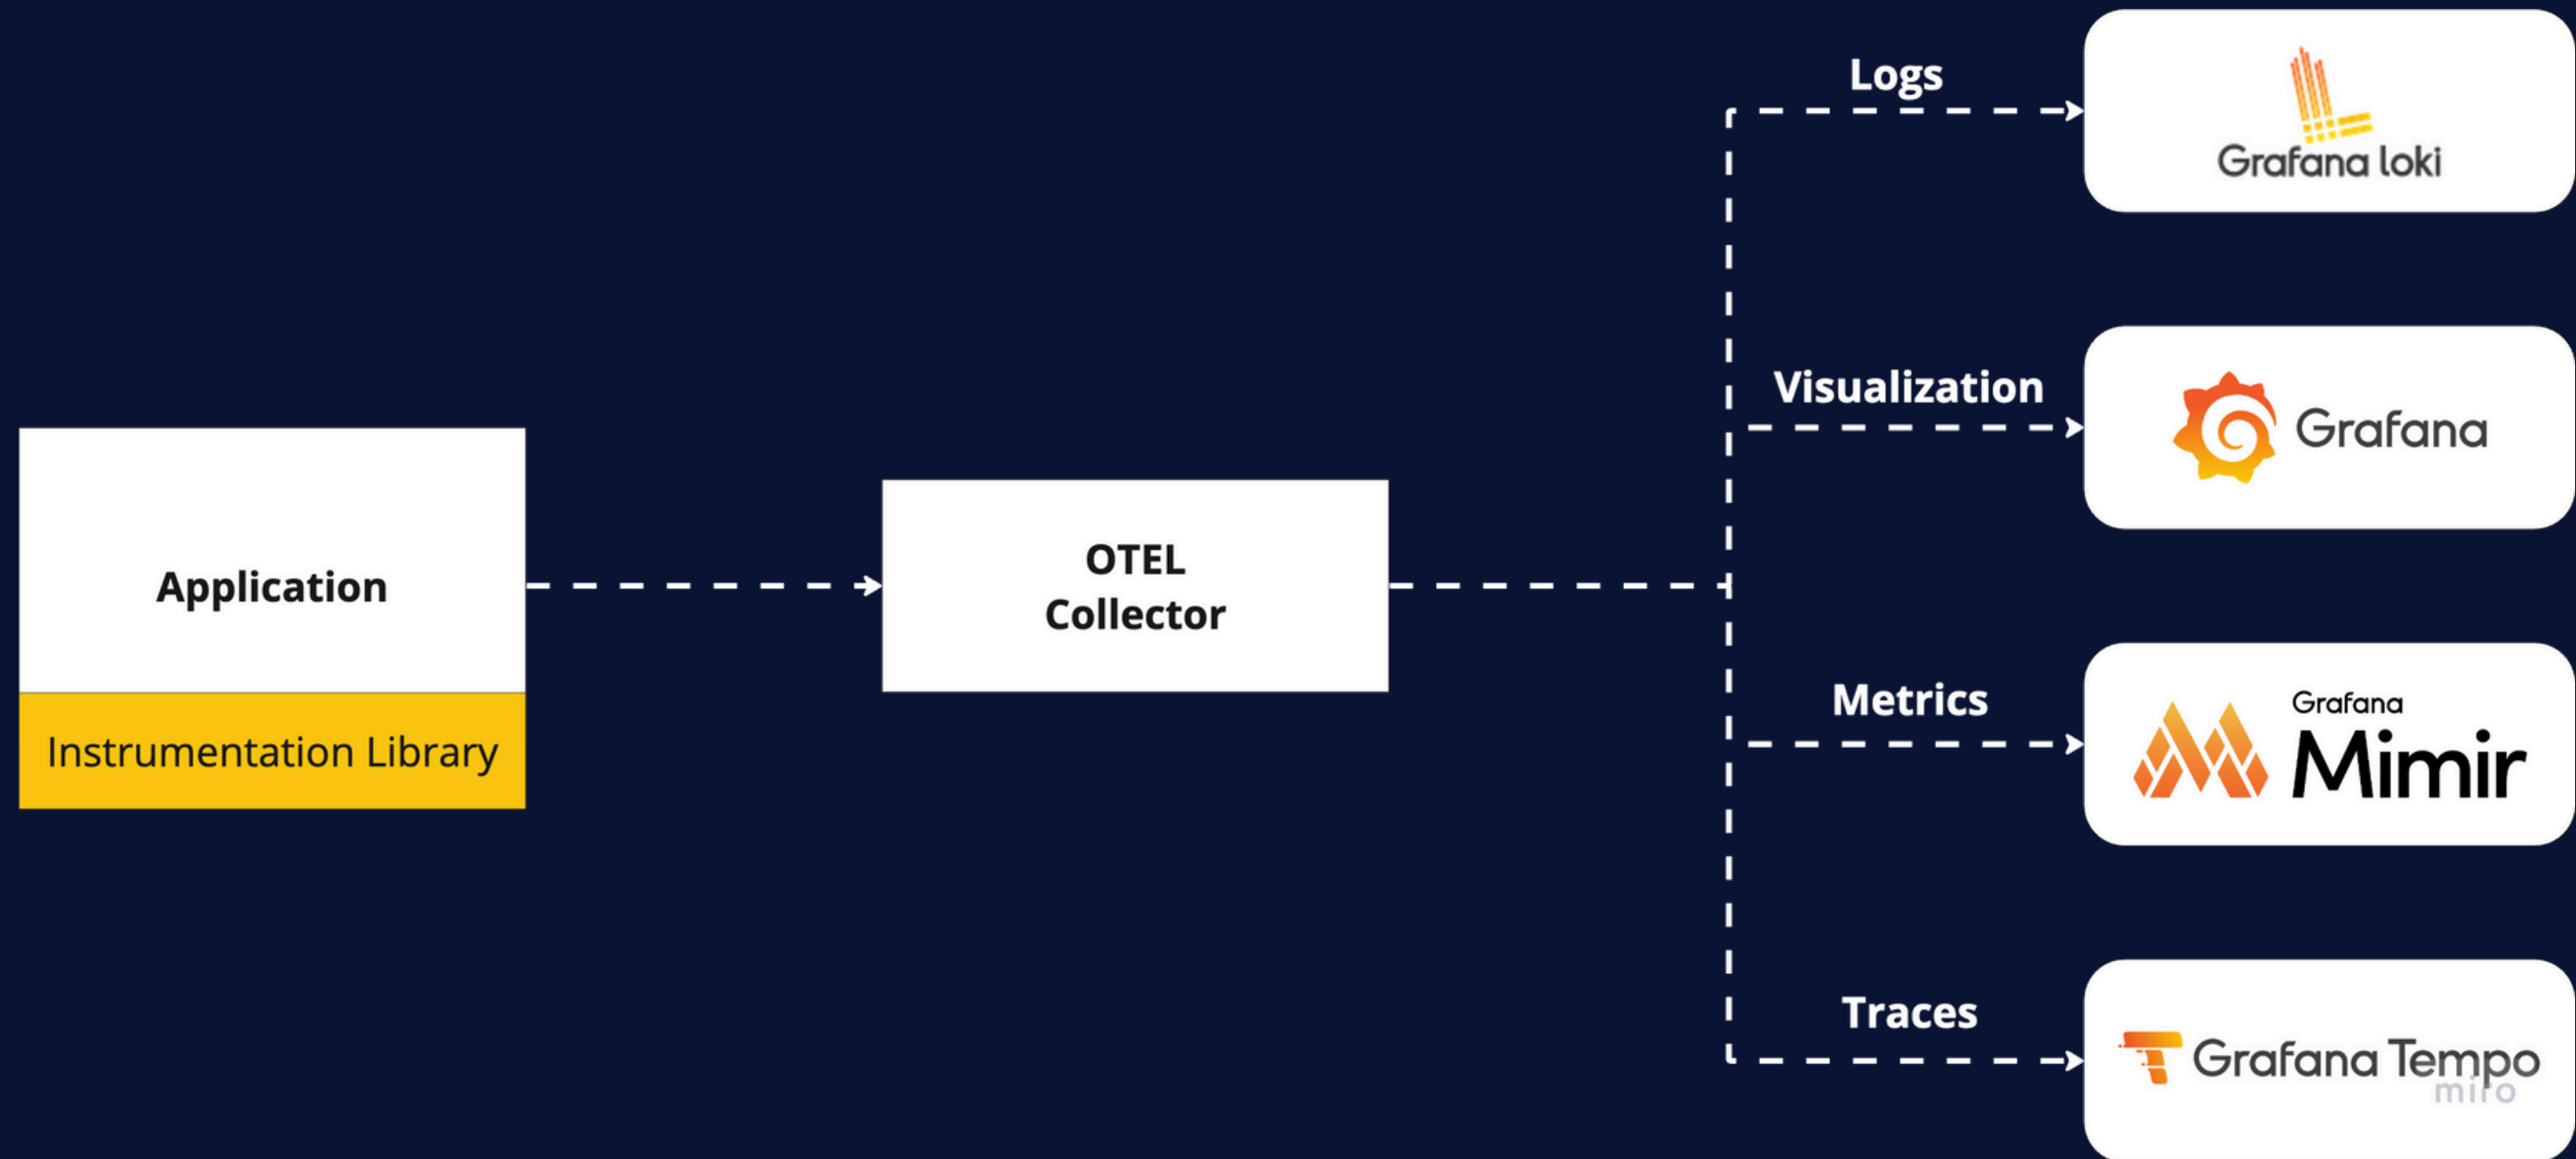 Logs
Grafana loki
Visualization
Grafana
Application
Instrumentation Library
OTEL
Collector
Metrics
Grafana
Mimir
Traces
Grafana Tempo
miro